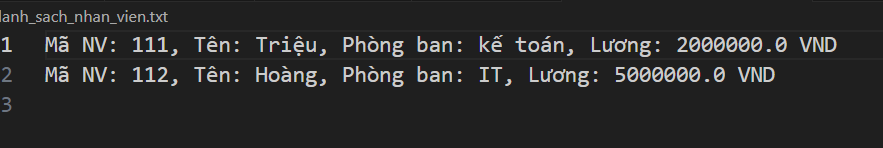 lanh_sach_nhan_vien.txt
1 Mã NV: 111, Tên: Triệu, Phòng ban: kế toán, Lương: 2000000.0 VND
2 Mã NV: 112, Tên: Hoàng, Phòng ban: IT, Lương: 5000000.0 VND
3